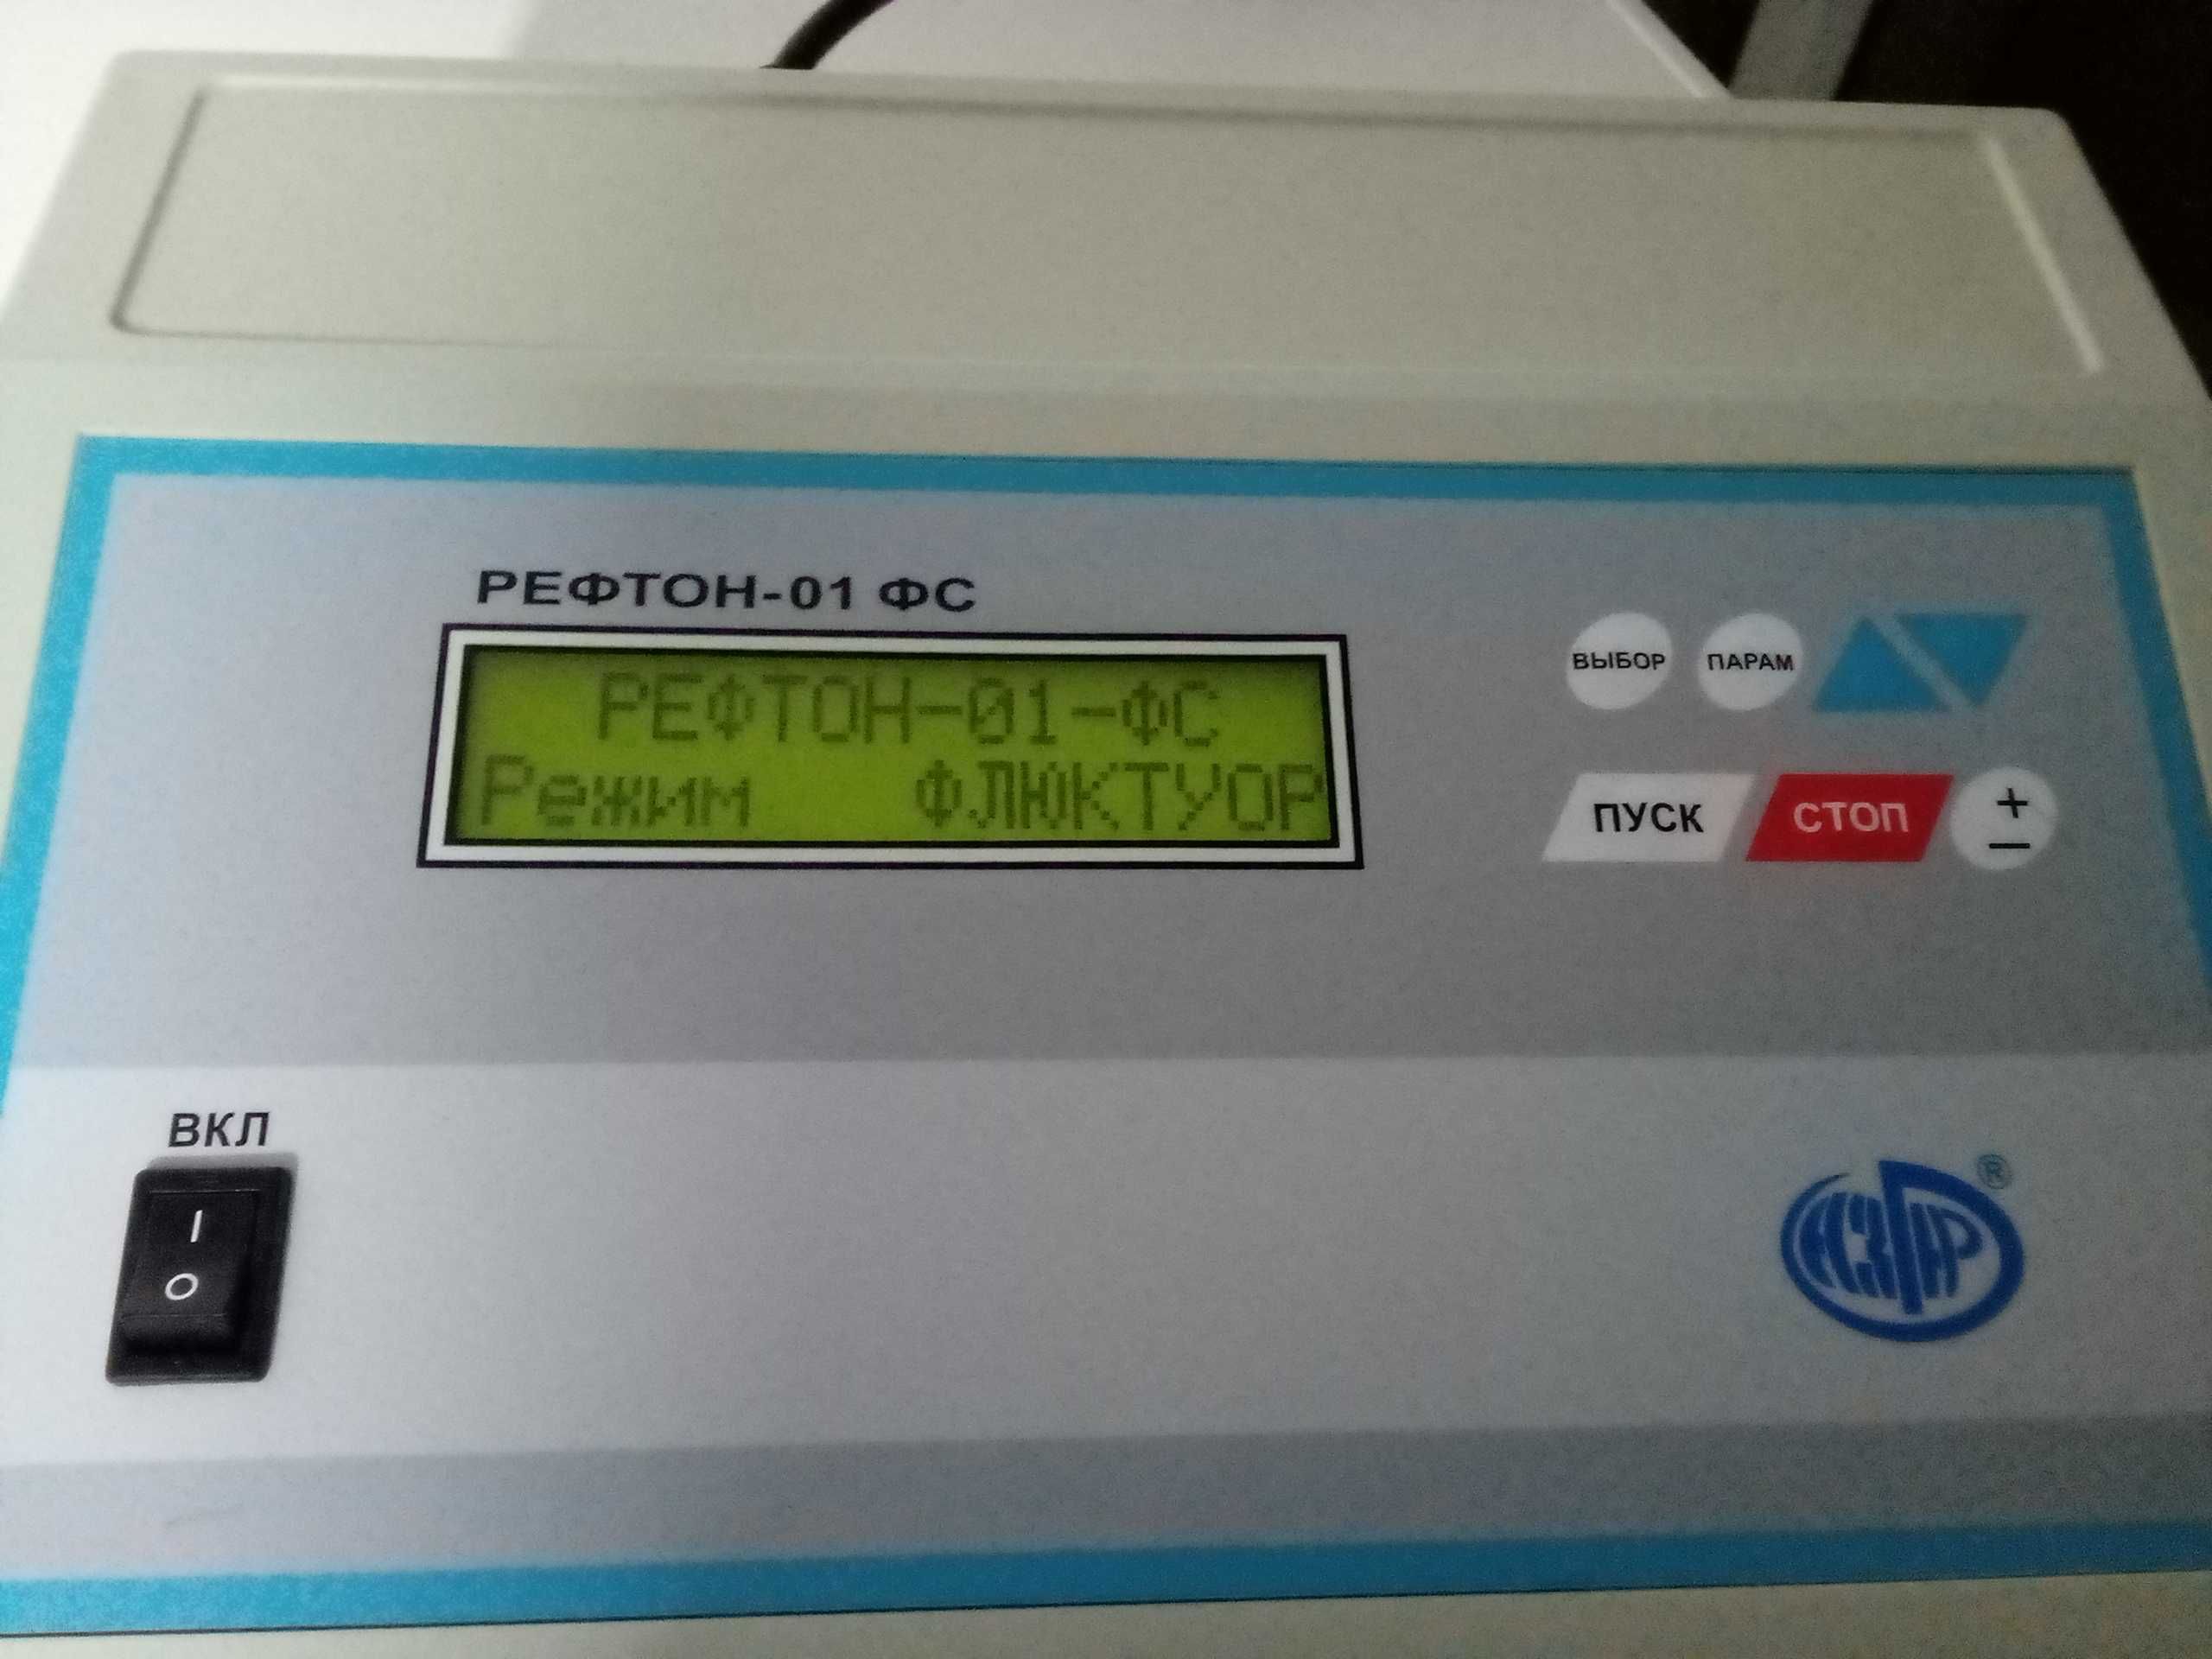 РЕФТОН-01 ФС
РЕФТОН-01-ФС
Режим ФЛЮКТУОР
ВЫБОР ПАРАМ
ПУСК СТОП + −
ВКЛ
I
O
®